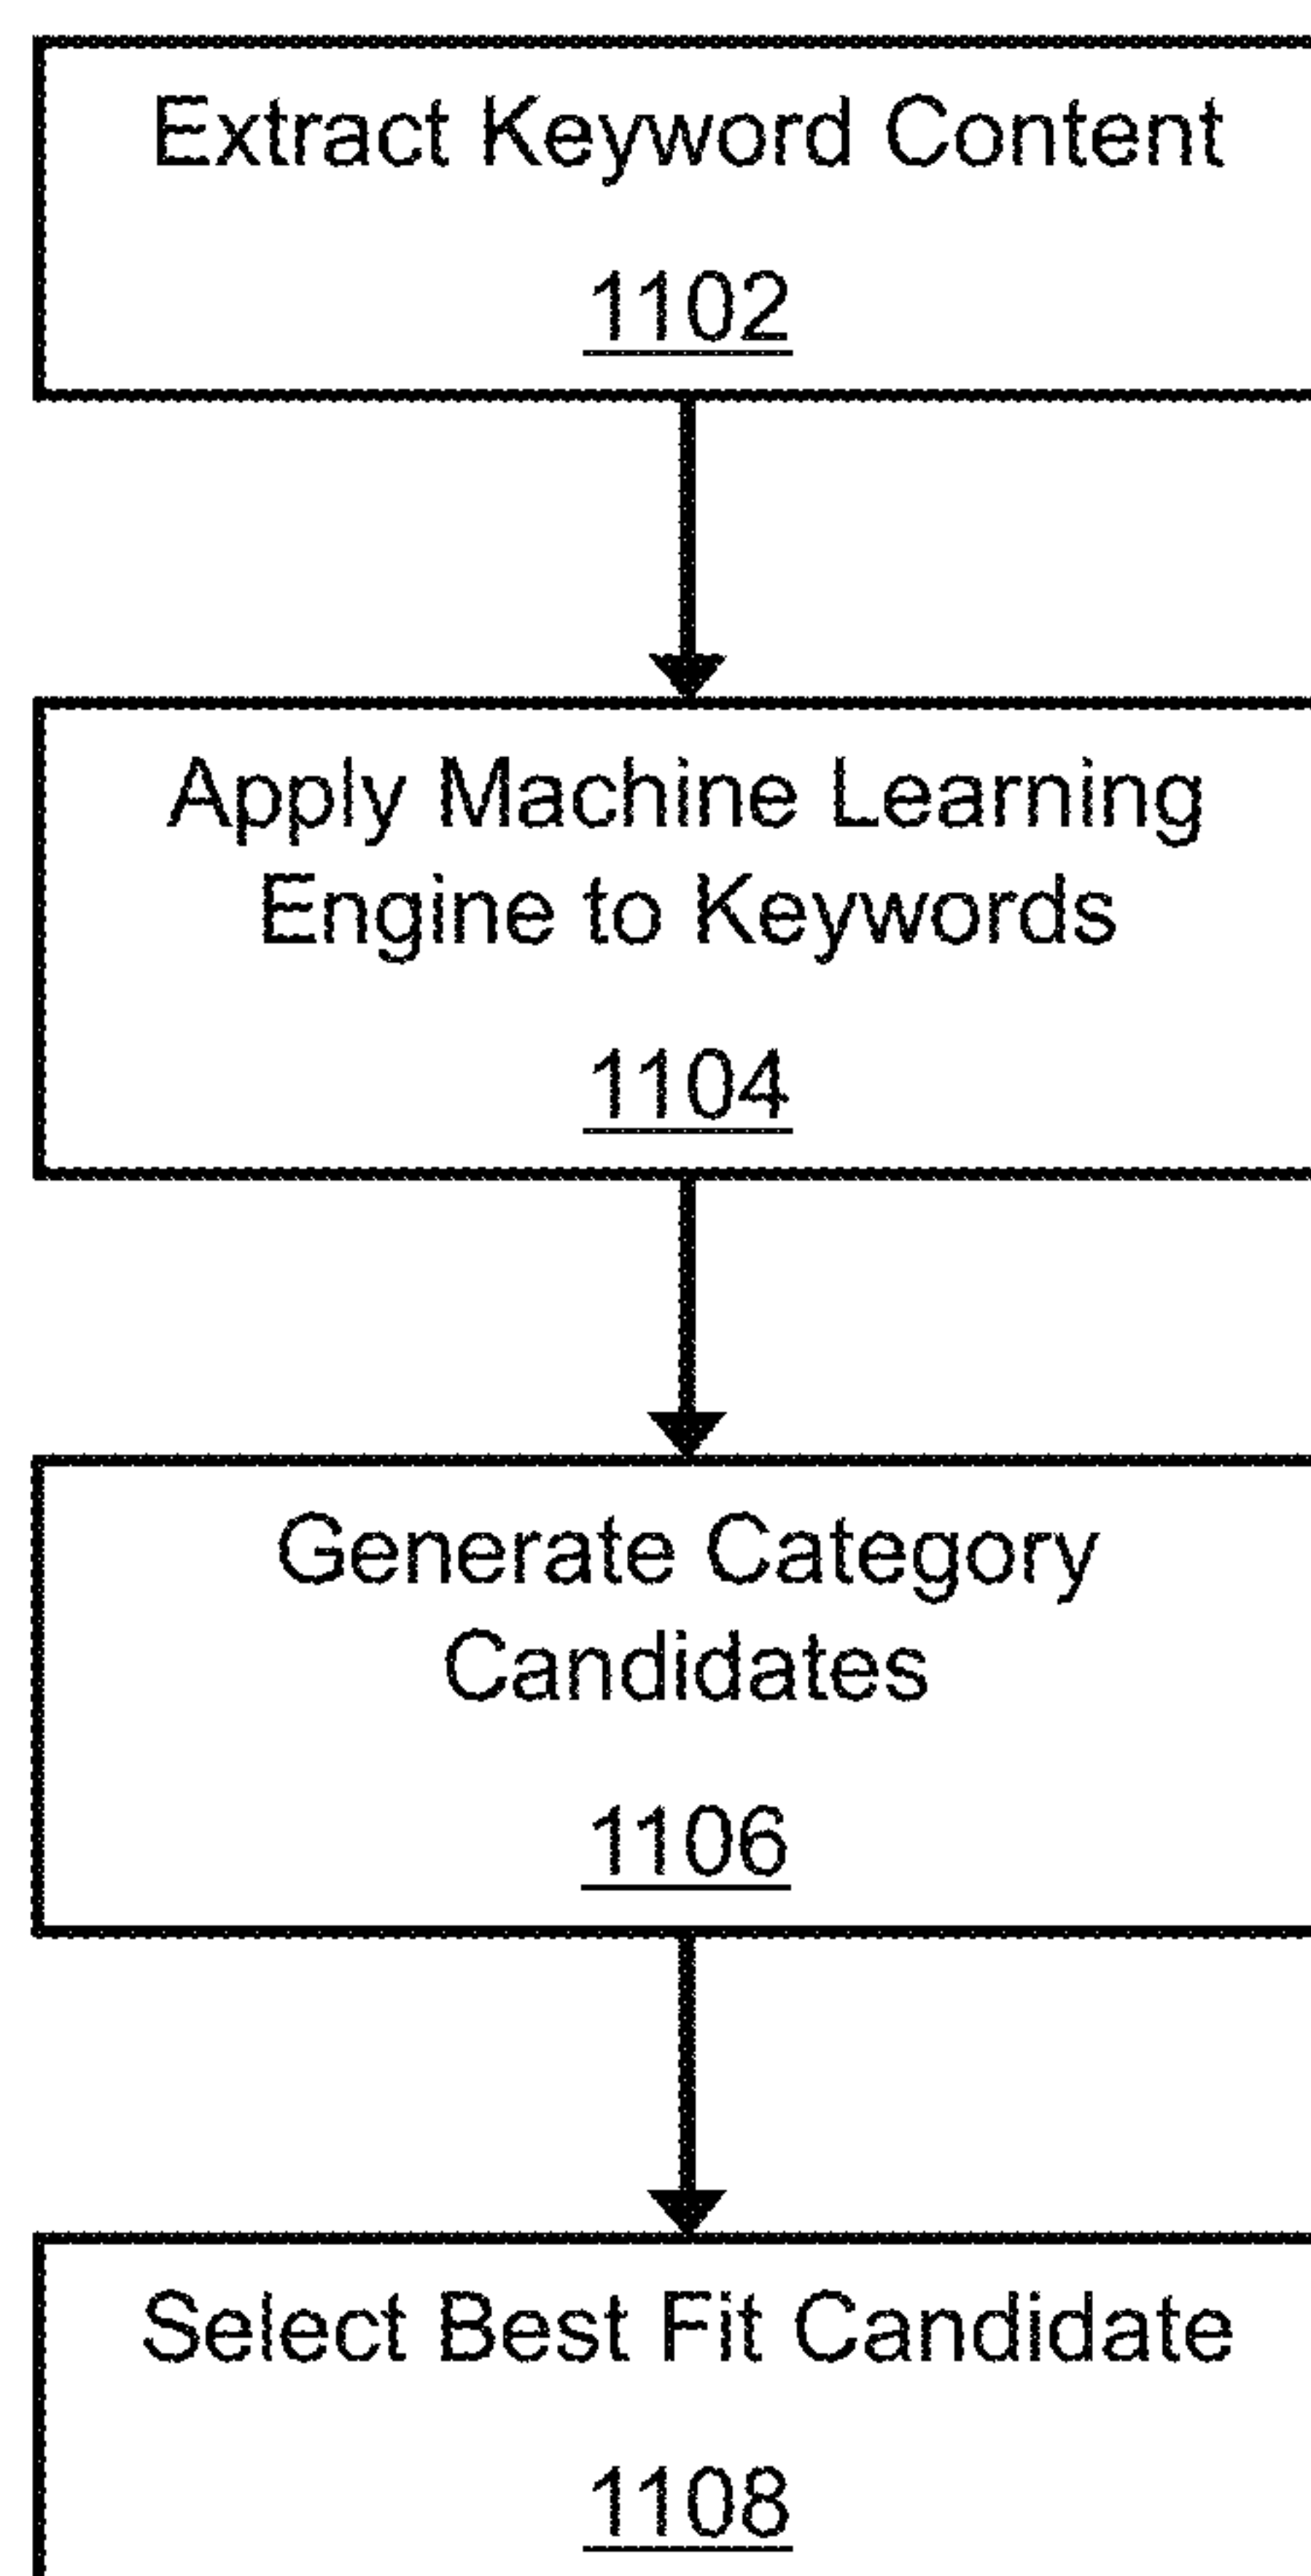 Extract Keyword Content
1102
Apply Machine Learning
Engine to Keywords
1104
Generate Category
Candidates
1106
Select Best Fit Candidate
1108